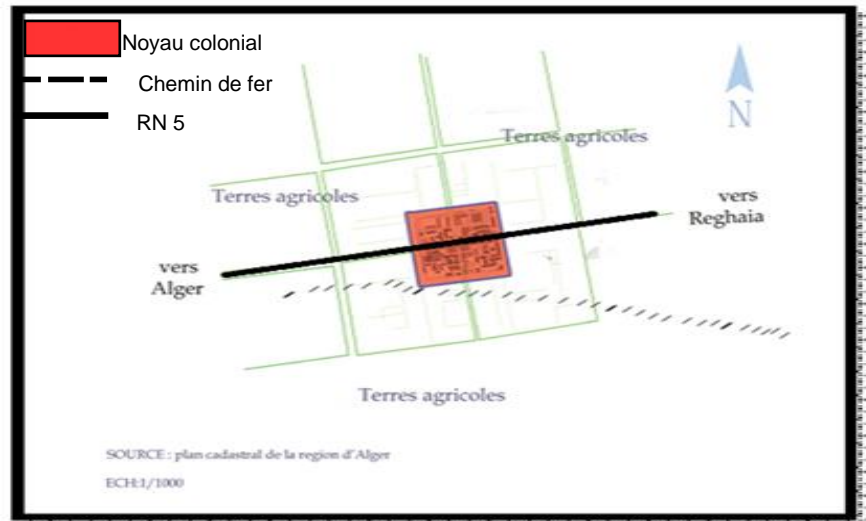 Noyau colonial
Chemin de fer
RN 5
N
Terres agricoles
Terres agricoles
vers
Reghaia
vers
Alger
Terres agricoles
SOURCE : plan cadastral de la region d'Alger
ECH:1/1000